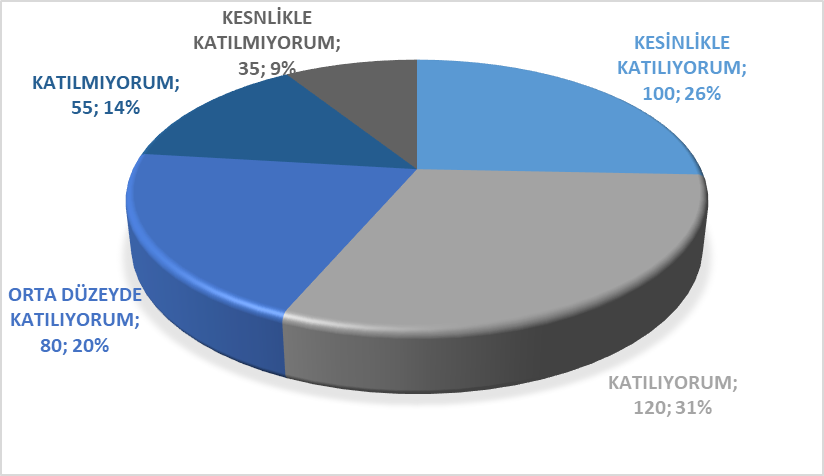 KESNLİKLE
KATILMIYORUM;
35; 9%
KESİNLİKLE
KATILIYORUM;
100; 26%
KATILMIYORUM;
55; 14%
ORTA DÜZEYDE
KATILIYORUM;
80; 20%
KATILIYORUM;
120; 31%